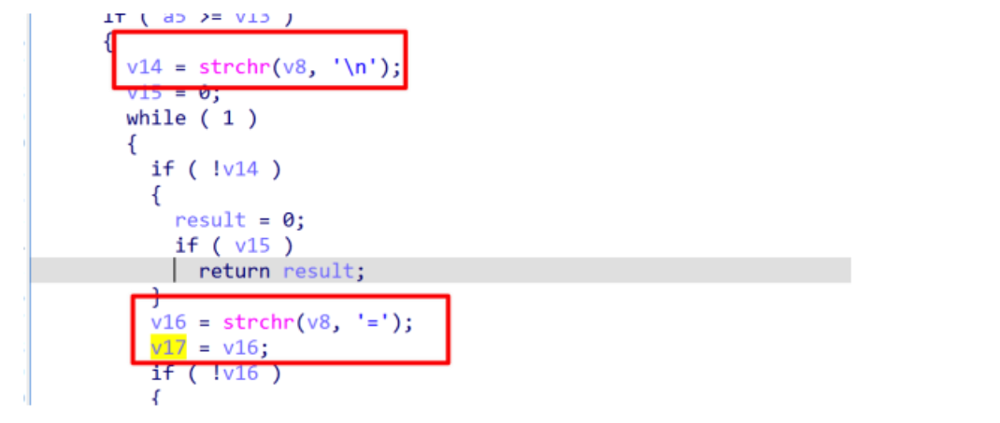 if ( a5 >= v13 )
{
v14 = strchr(v8, '\n');
v15 = 0;
while ( 1 )
{
if ( !v14 )
{
result = 0;
if ( v15 )
return result;
}
v16 = strchr(v8, '=');
v17 = v16;
if ( !v16 )
{